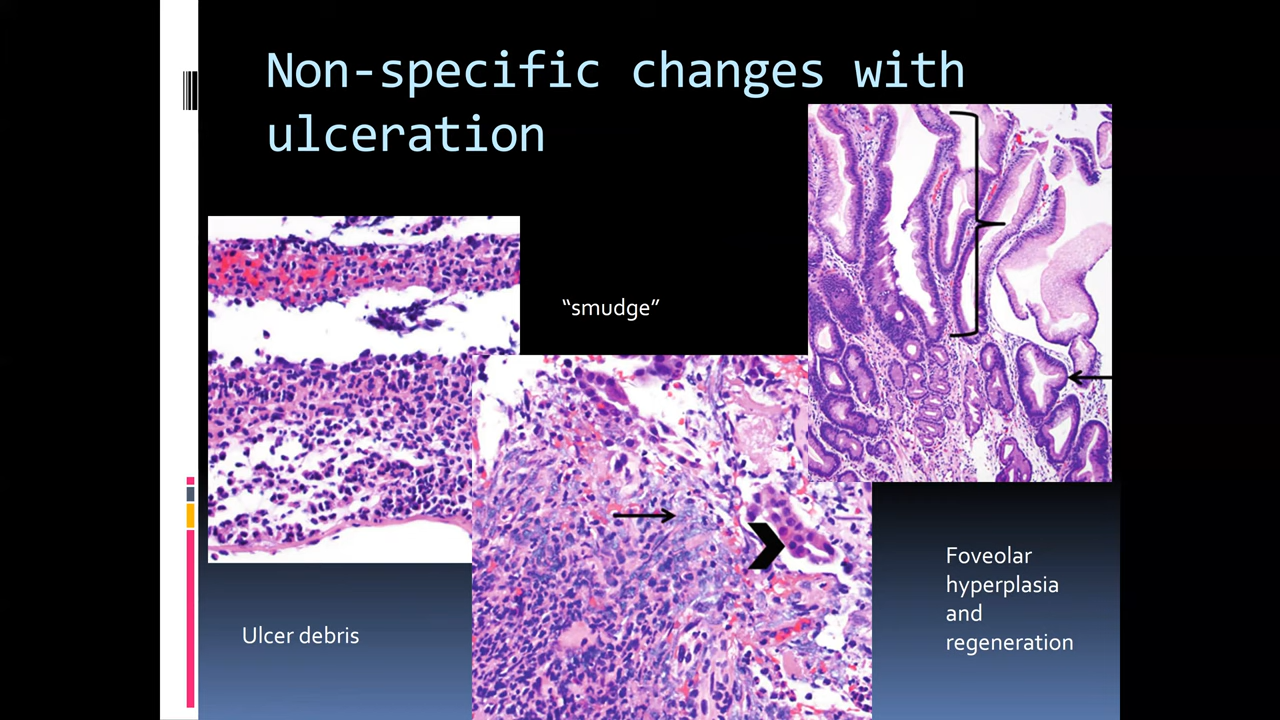 Non-specific changes with
ulceration
“smudge”
Ulcer debris
Foveolar
hyperplasia
and
regeneration